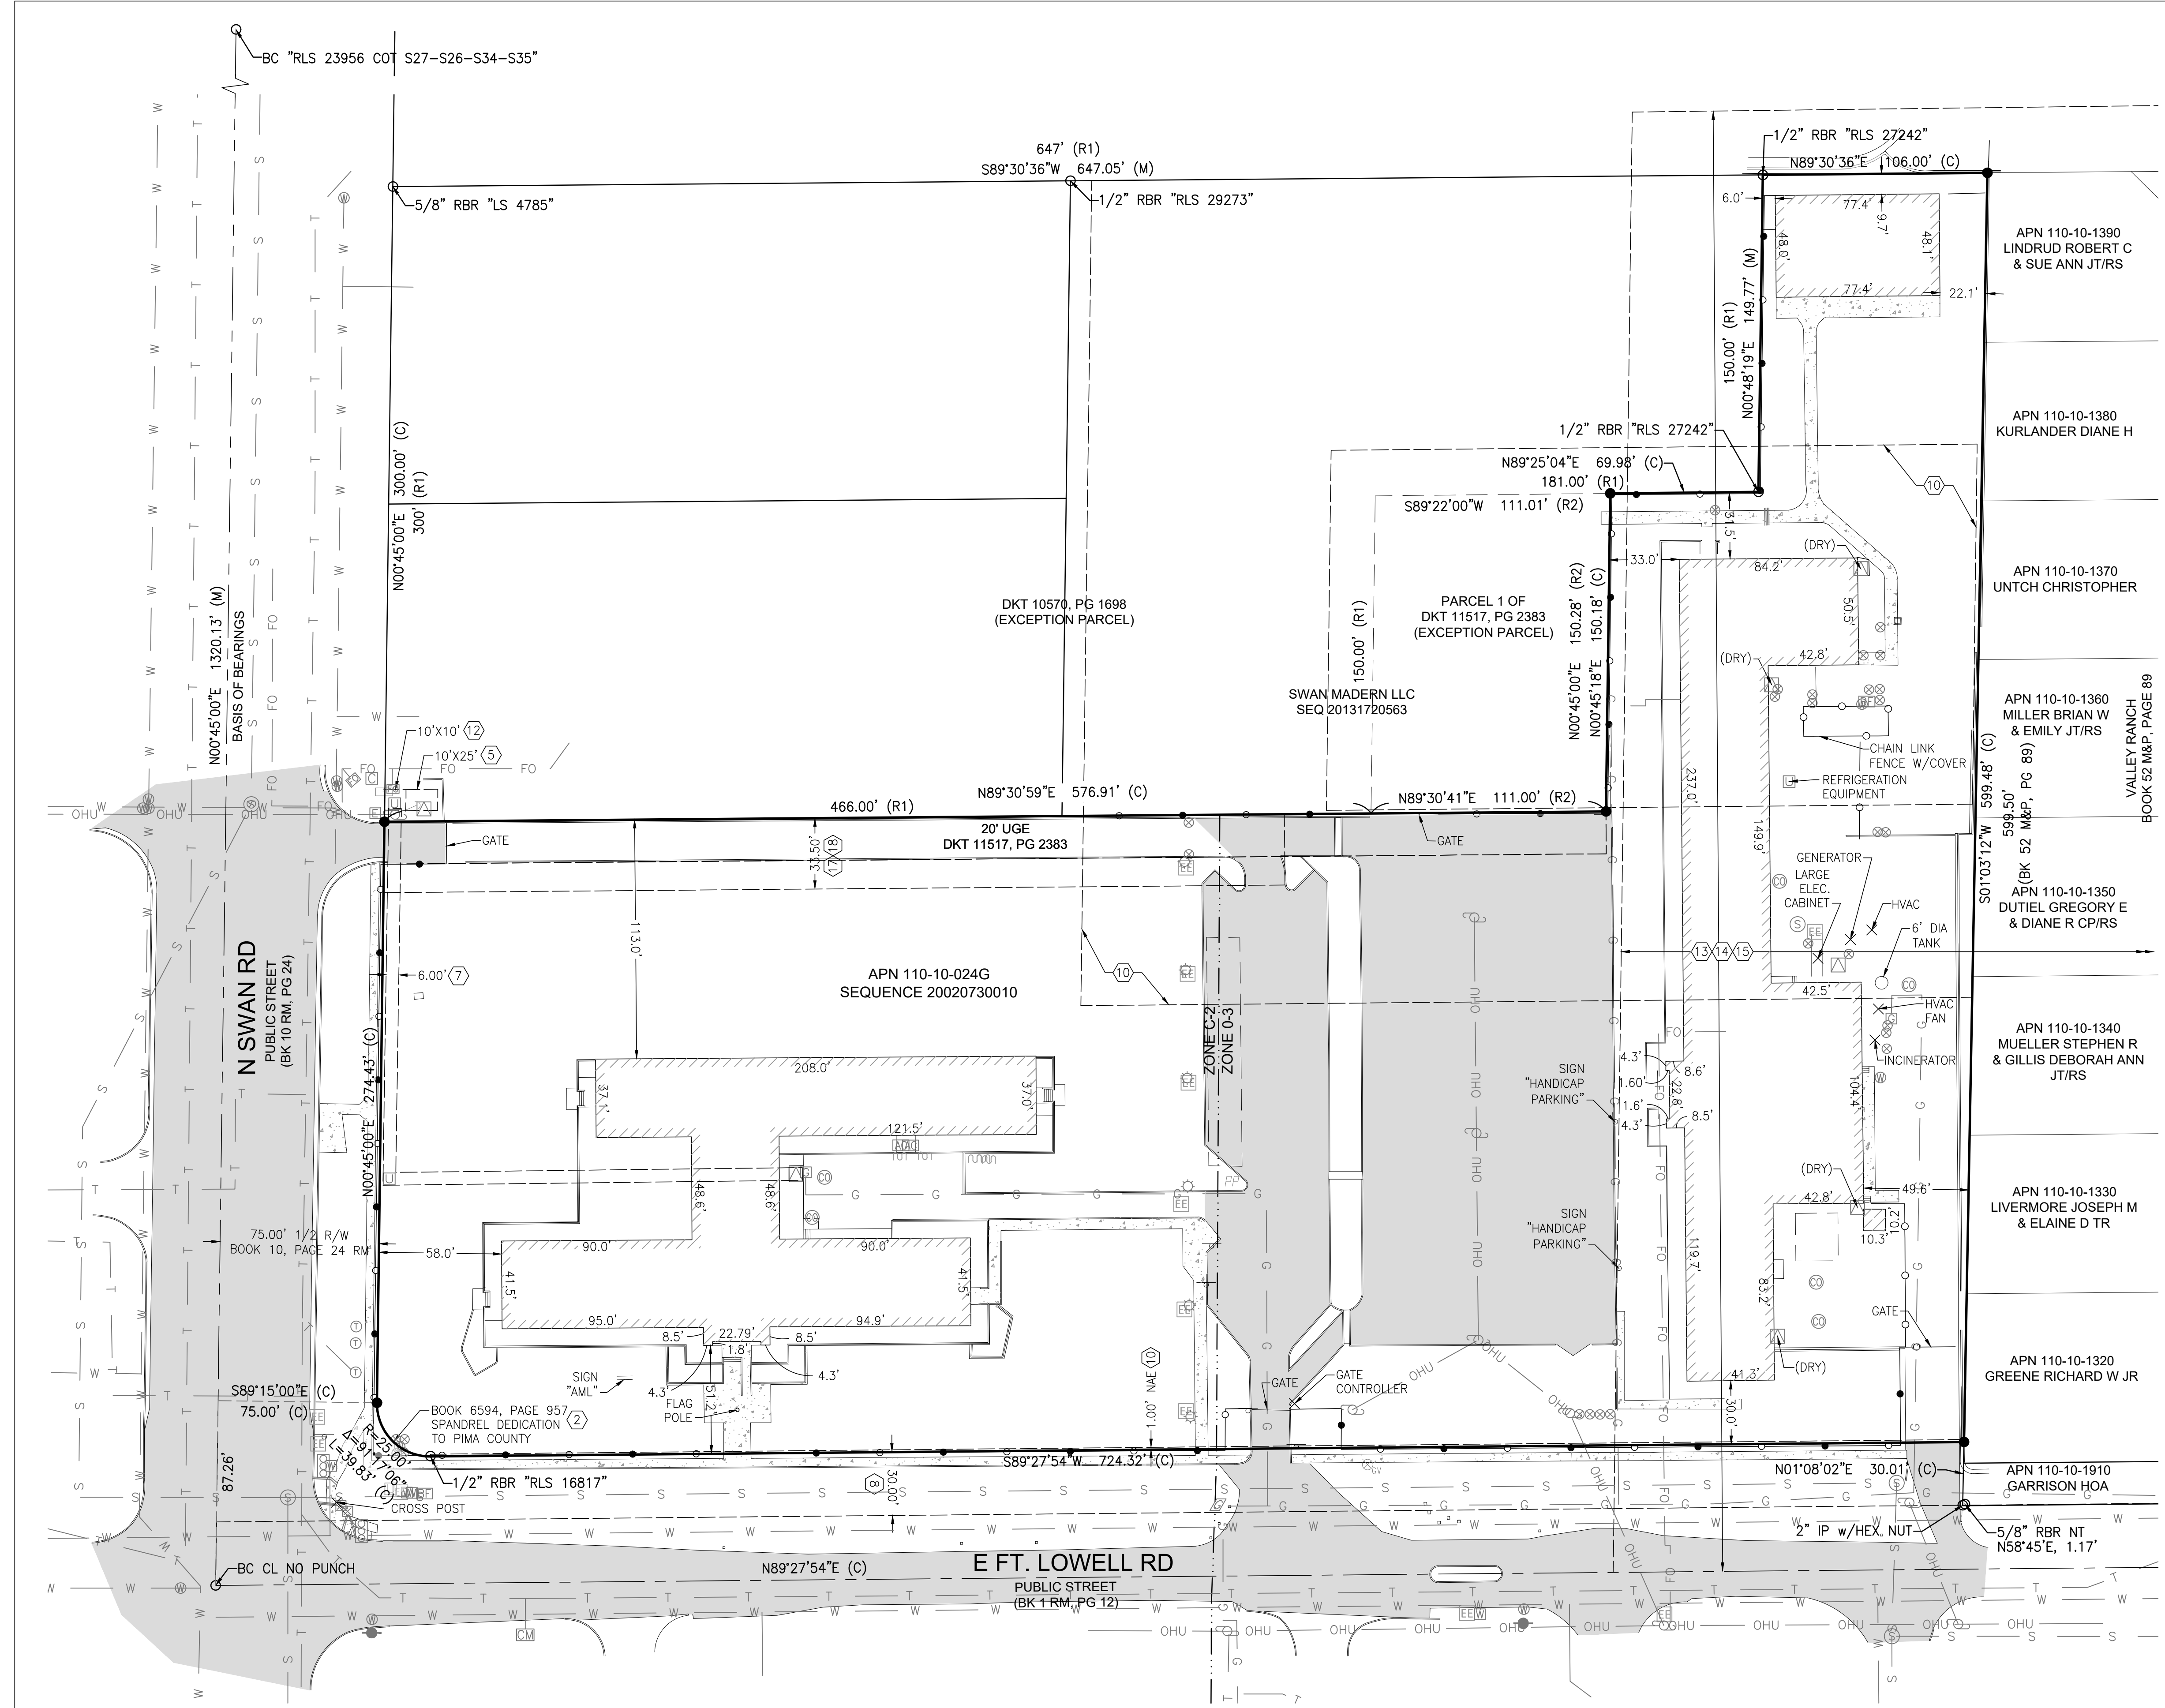 BC "RLS 23956 COT S27-S26-S34-S35"
647' (R1)
S89°30'36"W 647.05' (M)
5/8" RBR "LS 4785"
1/2" RBR "RLS 29273"
1/2" RBR "RLS 27242"
N89°30'36"E 106.00' (C)
6.0'
77.4'
9.7'
48.0'
48.1'
77.4'
22.1'
150.00' (R1)
N00°48'19"E 149.77' (M)
APN 110-10-1390
LINDRUD ROBERT C
& SUE ANN JT/RS
APN 110-10-1380
KURLANDER DIANE H
APN 110-10-1370
UNTCH CHRISTOPHER
APN 110-10-1360
MILLER BRIAN W
& EMILY JT/RS
APN 110-10-1350
DUTIEL GREGORY E
& DIANE R CP/RS
APN 110-10-1340
MUELLER STEPHEN R
& GILLIS DEBORAH ANN
JT/RS
APN 110-10-1330
LIVERMORE JOSEPH M
& ELAINE D TR
APN 110-10-1320
GREENE RICHARD W JR
APN 110-10-1910
GARRISON HOA
VALLEY RANCH
BOOK 52 M&P, PAGE 89
S01°03'12"W 599.48' (C)
599.50'
(BK 52 M&P, PG 89)
1/2" RBR "RLS 27242"
N89°25'04"E 69.98' (C)
181.00' (R1)
S89°22'00"W 111.01' (R2)
10
31.5'
33.0'
(DRY)
84.2'
50.5'
42.8'
(DRY)
N00°45'00"E 300.00' (C)
300' (R1)
N00°45'00"E 1320.13' (M)
BASIS OF BEARINGS
DKT 10570, PG 1698
(EXCEPTION PARCEL)
PARCEL 1 OF
DKT 11517, PG 2383
(EXCEPTION PARCEL)
150.00' (R1)
N00°45'00"E 150.28' (R2)
N00°45'18"E 150.18' (C)
SWAN MADERN LLC
SEQ 20131720563
CHAIN LINK
FENCE W/COVER
REFRIGERATION
EQUIPMENT
237.0'
149.9'
10'X10' 12
10'X25' 5
466.00' (R1)
N89°30'59"E 576.91' (C)
N89°30'41"E 111.00' (R2)
GATE
20' UGE
DKT 11517, PG 2383
33.50'
17 18
GATE
GENERATOR
LARGE
ELEC.
CABINET
HVAC
6' DIA
TANK
13 14 15
42.5'
HVAC
FAN
INCINERATOR
104.4'
113.0'
6.00' 7
APN 110-10-024G
SEQUENCE 20020730010
10
ZONE C-2
ZONE 0-3
N SWAN RD
PUBLIC STREET
(BK 10 RM, PG 24)
N00°45'00"E 274.43' (C)
208.0'
37.1'
37.0'
121.5'
48.6'
48.6'
90.0'
90.0'
41.5'
41.5'
95.0'
94.9'
8.5'
22.79'
8.5'
1.8'
4.3'
4.3'
51.2'
58.0'
75.00' 1/2 R/W
BOOK 10, PAGE 24 RM
SIGN
"HANDICAP
PARKING"
4.3'
1.60'
8.6'
22.8'
1.6'
4.3'
8.5'
SIGN
"HANDICAP
PARKING"
(DRY)
42.8'
49.6'
10.2'
10.3'
119.7'
83.2'
GATE
(DRY)
41.3'
30.0'
PP
SIGN
"AML"
FLAG
POLE
1.00' NAE 10
GATE
GATE
CONTROLLER
S89°15'00"E (C)
75.00' (C)
BOOK 6594, PAGE 957
SPANDREL DEDICATION 2
TO PIMA COUNTY
R=25.00'
Δ=91°17'06"
L=39.83' (C)
1/2" RBR "RLS 16817"
CROSS POST
87.26'
30.00'
8
S89°27'54"W 724.32' (C)
GV
N01°08'02"E 30.01' (C)
2" IP w/HEX. NUT
5/8" RBR NT
N58°45'E, 1.17'
BC CL NO PUNCH
N89°27'54"E (C)
E FT. LOWELL RD
PUBLIC STREET
(BK 1 RM, PG 12)
CM